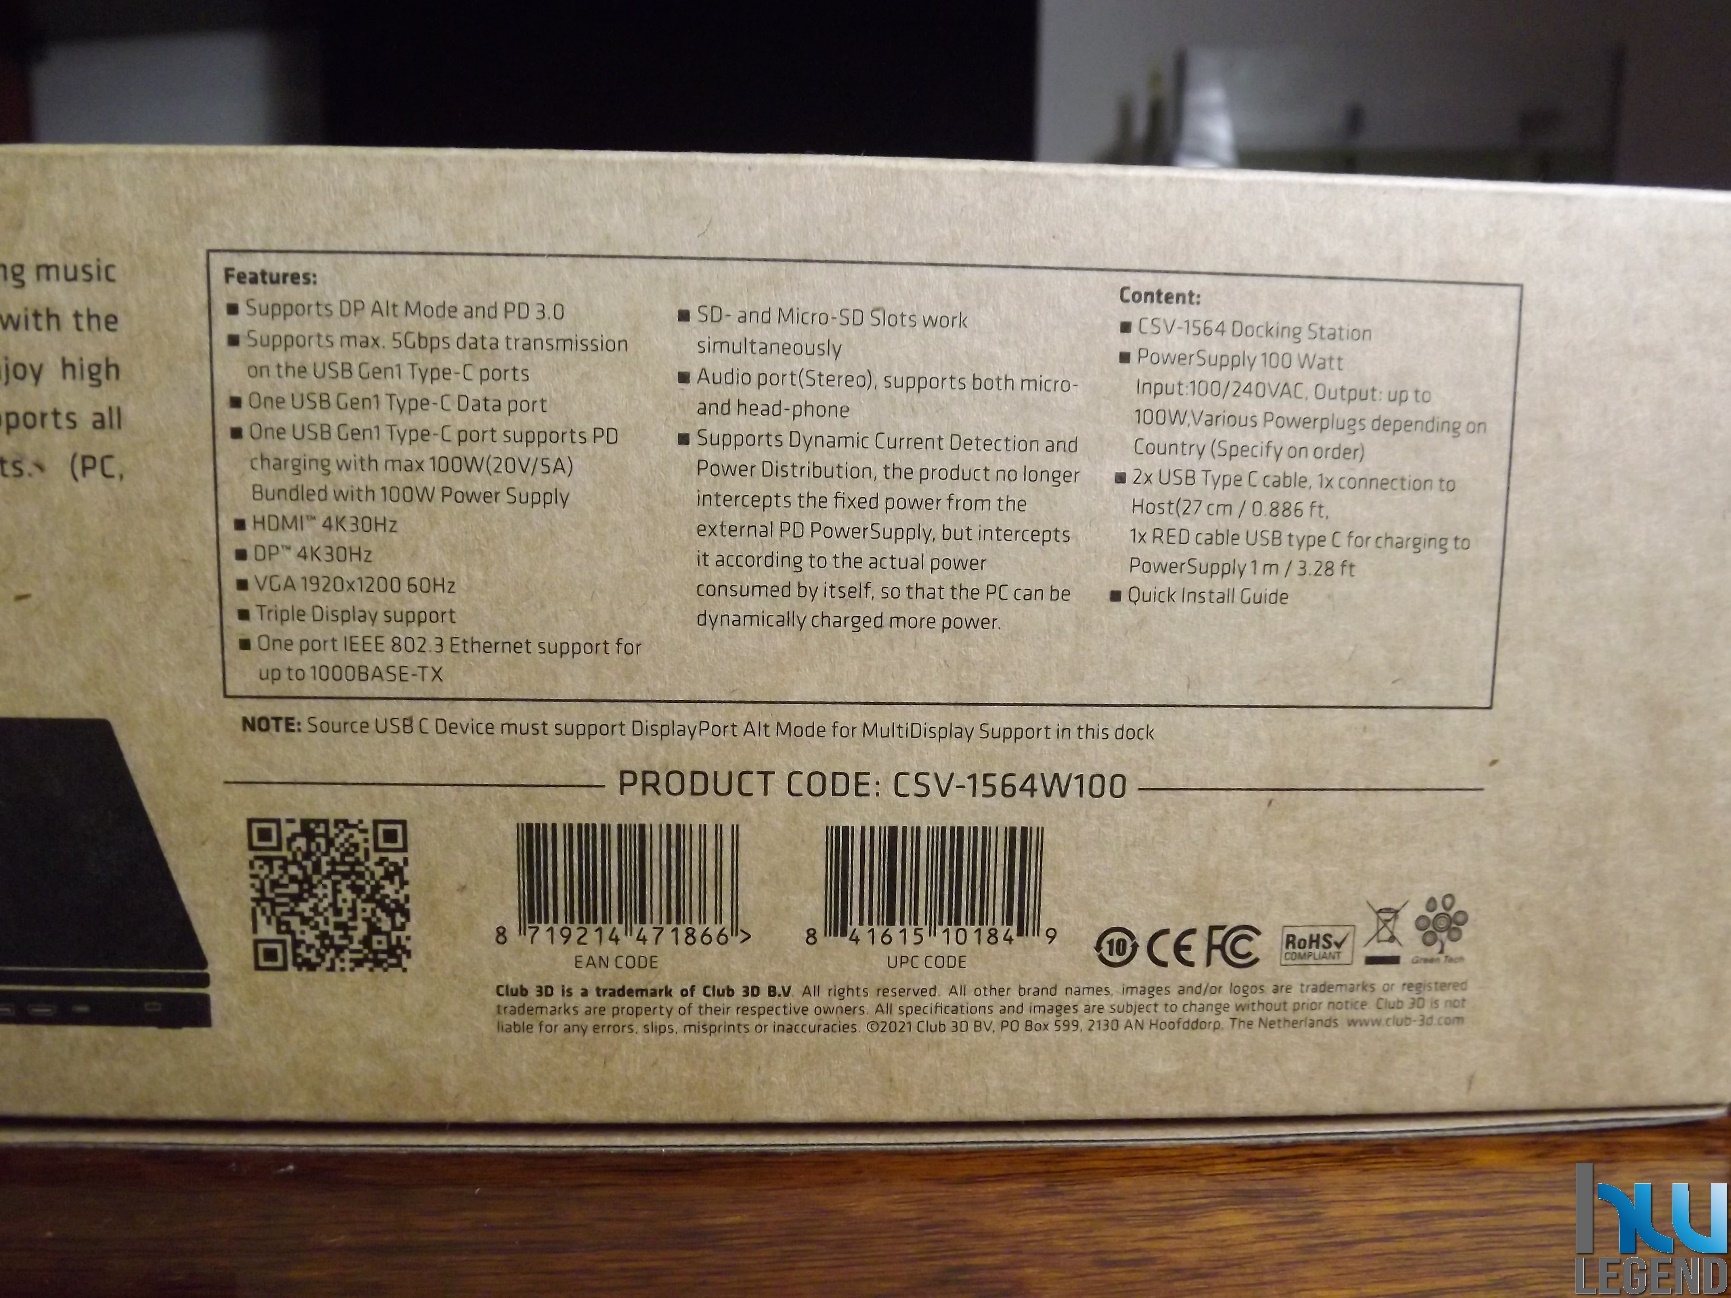 ng music
with the
joy high
pports all
ts. (PC,
Features:
■ Supports DP Alt Mode and PD 3.0
■ Supports max. 5Gbps data transmission
on the USB Gen1 Type-C ports
■ One USB Gen1 Type-C Data port
■ One USB Gen1 Type-C port supports PD
charging with max 100W(20V/5A)
Bundled with 100W Power Supply
■ HDMI™ 4K30Hz
■ DP™ 4K30Hz
■ VGA 1920x1200 60Hz
■ Triple Display support
■ One port IEEE 802.3 Ethernet support for
up to 1000BASE-TX
■ SD- and Micro-SD Slots work
simultaneously
■ Audio port(Stereo), supports both micro-
and head-phone
■ Supports Dynamic Current Detection and
Power Distribution, the product no longer
intercepts the fixed power from the
external PD PowerSupply, but intercepts
it according to the actual power
consumed by itself, so that the PC can be
dynamically charged more power.
Content:
■ CSV-1564 Docking Station
■ PowerSupply 100 Watt
Input:100/240VAC, Output: up to
100W,Various Powerplugs depending on
Country (Specify on order)
■ 2x USB Type C cable, 1x connection to
Host(27 cm / 0.886 ft,
1x RED cable USB type C for charging to
PowerSupply 1 m / 3.28 ft
■ Quick Install Guide
NOTE: Source USB C Device must support DisplayPort Alt Mode for MultiDisplay Support in this dock
PRODUCT CODE: CSV-1564W100
8 719214 471866 >
EAN CODE
8 41615 10184 9
UPC CODE
10 CE FC
RoHS✓
COMPLIANT
Green Tech
Club 3D is a trademark of Club 3D B.V. All rights reserved. All other brand names, images and/or logos are trademarks or registered
trademarks are property of their respective owners. All specifications and images are subject to change without prior notice. Club 3D is not
liable for any errors, slips, misprints or inaccuracies. ©2021 Club 3D BV, PO Box 599, 2130 AN Hoofddorp, The Netherlands www.club-3d.com
LEGEND